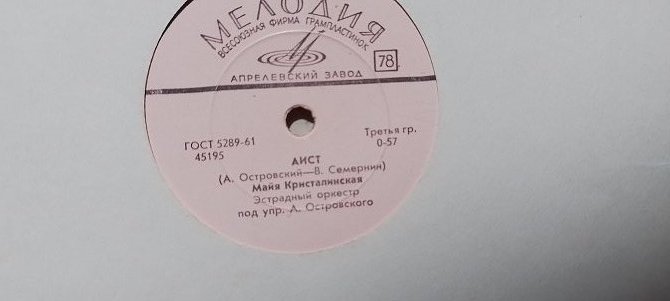 МЕЛОДИЯ
ВСЕСОЮЗНАЯ ФИРМА ГРАМПЛАСТИНОК
78
АПРЕЛЕВСКИЙ ЗАВОД
ГОСТ 5289-61
Третья гр.
45195
0-57
АИСТ
(А. Островский—В. Семернин)
Майя Кристалинская
Эстрадный оркестр
под упр. А. Островского